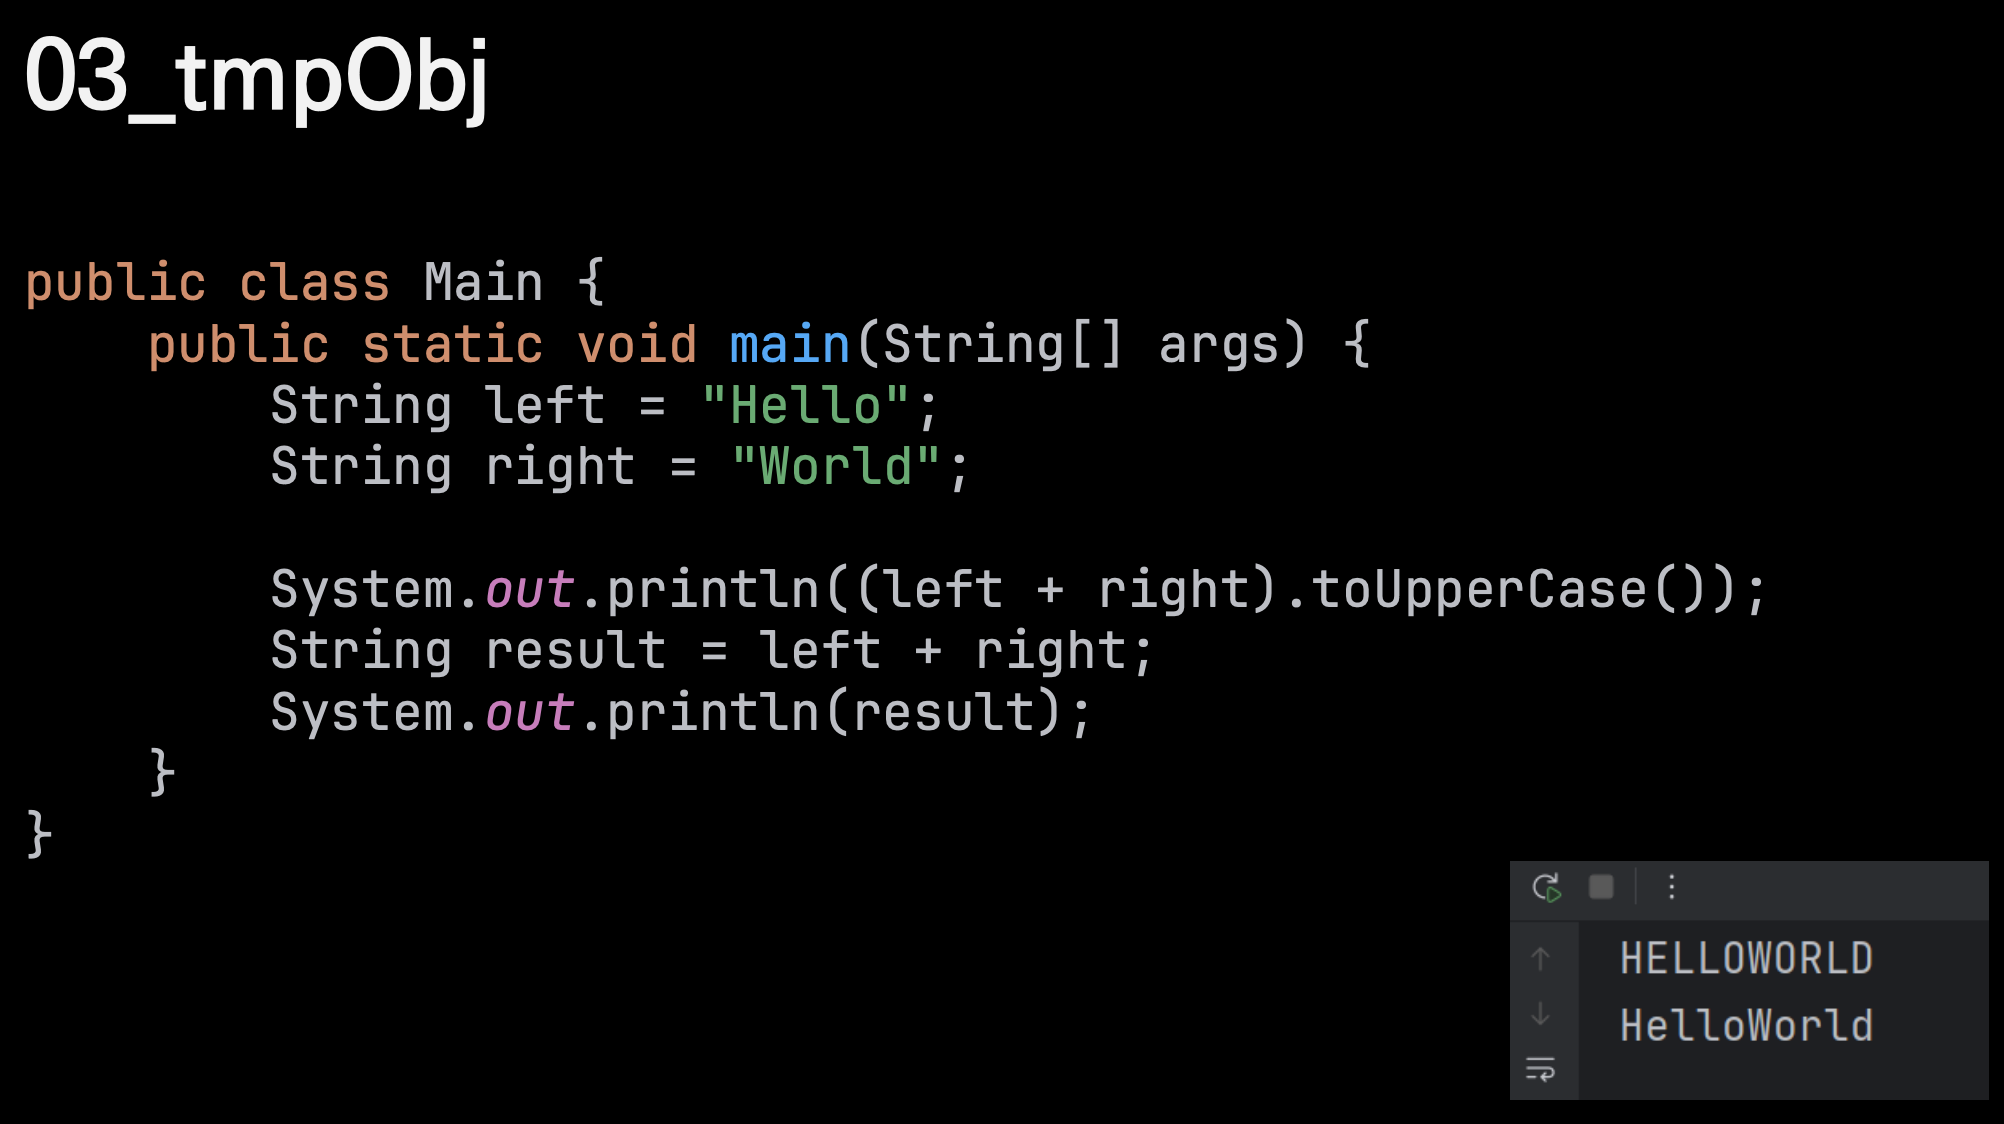 03_tmpObj
public class Main {
    public static void main(String[] args) {
        String left = "Hello";
        String right = "World";

        System.out.println((left + right).toUpperCase());
        String result = left + right;
        System.out.println(result);
    }
}
HELLOWORLD
HelloWorld